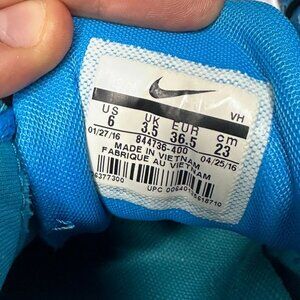 VH
US UK EUR cm
6 3.5 36.5 23
01/27/16 844736-400 04/25/16
MADE IN VIETNAM
FABRIQUE AU VIETNAM
UPC